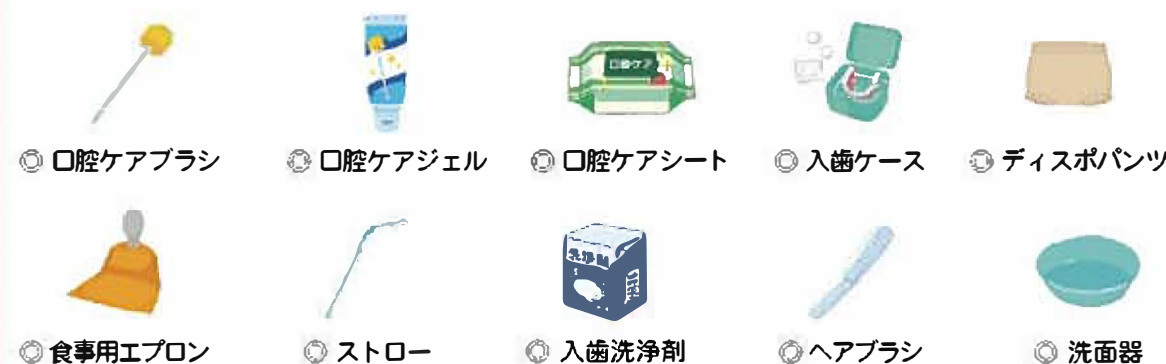 口腔ケア
洗浄剤
◎ 口腔ケアブラシ ◎ 口腔ケアジェル ◎ 口腔ケアシート ◎ 入歯ケース ◎ ディスポパンツ
◎ 食事用エプロン ◎ ストロー ◎ 入歯洗浄剤 ◎ ヘアブラシ ◎ 洗面器